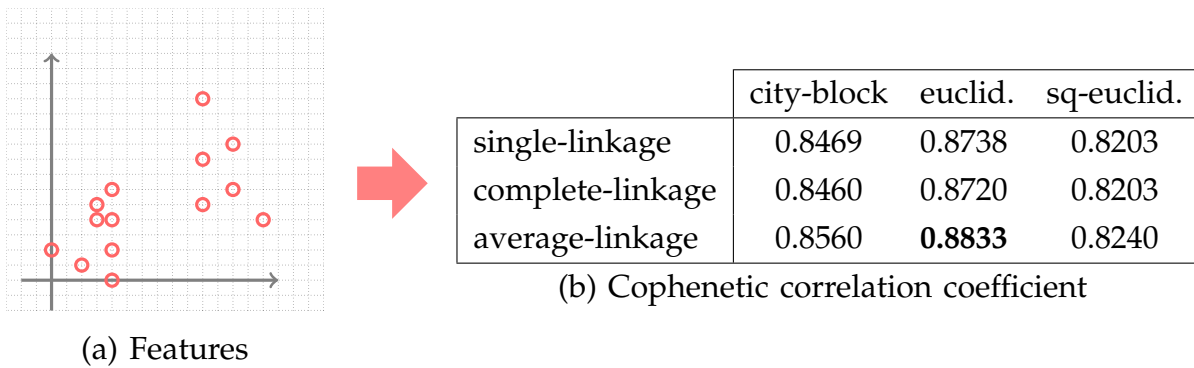 city-block euclid. sq-euclid.
single-linkage 0.8469 0.8738 0.8203
complete-linkage 0.8460 0.8720 0.8203
average-linkage 0.8560 0.8833 0.8240
(b) Cophenetic correlation coefficient
(a) Features